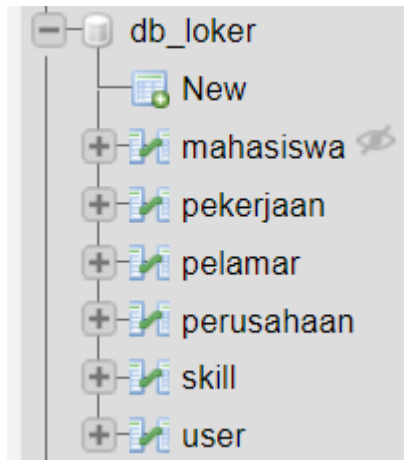 db_loker
New
mahasiswa
pekerjaan
pelamar
perusahaan
skill
user